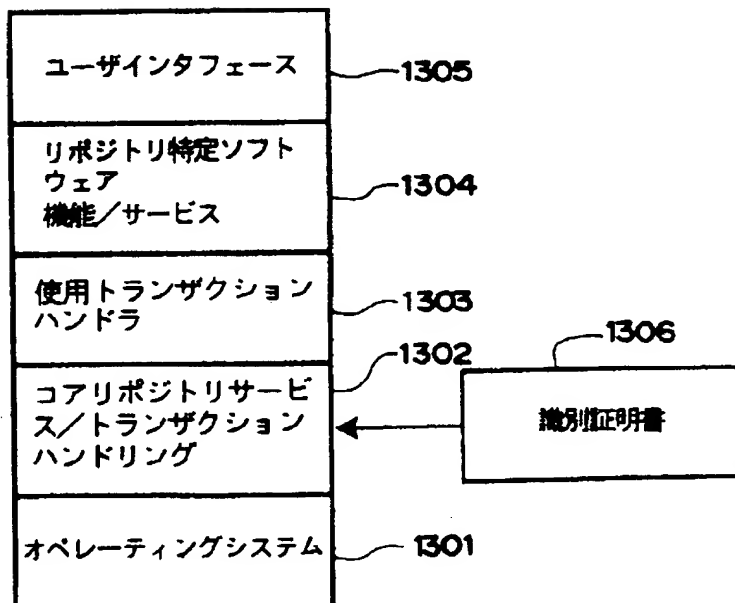 ユーザインタフェース
1305
リポジトリ特定ソフト
ウェア
機能／サービス
1304
使用トランザクション
ハンドラ
1303
コアリポジトリサービ
ス／トランザクション
ハンドリング
1302
識別証明書
1306
オペレーティングシステム
1301